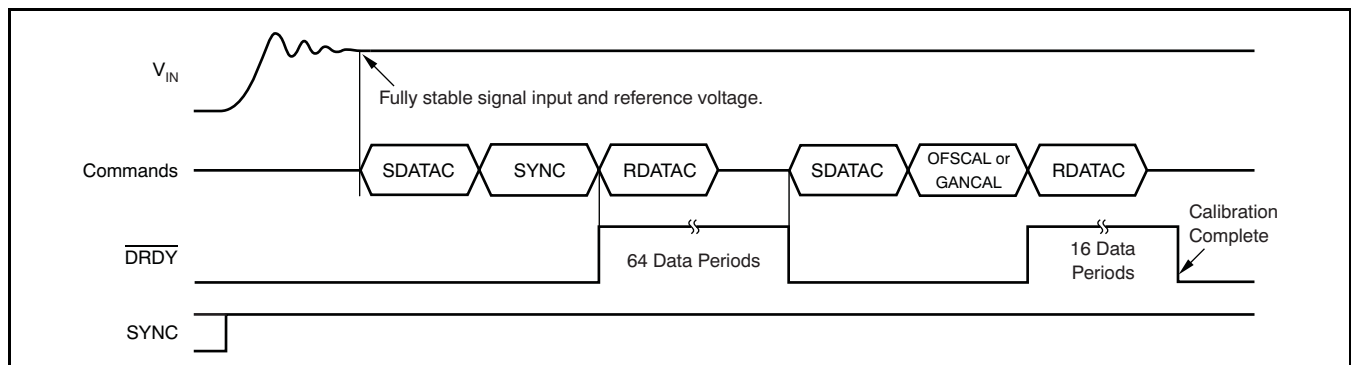 V_IN
Fully stable signal input and reference voltage.
Commands
SDATAC
SYNC
RDATAC
SDATAC
OFSCAL or
GANCAL
RDATAC
Calibration
Complete
DRDY
64 Data Periods
16 Data
Periods
SYNC